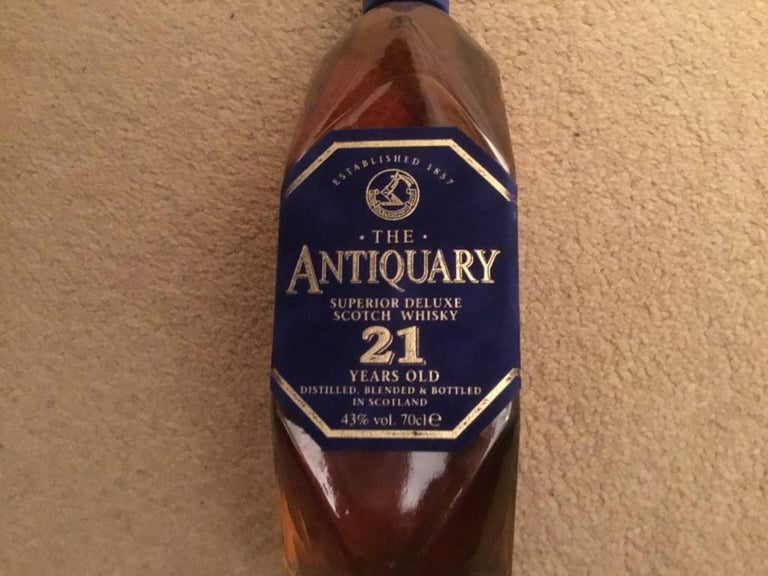 ESTABLISHED 1857
· THE ·
ANTIQUARY
SUPERIOR DELUXE
SCOTCH WHISKY
21
YEARS OLD
DISTILLED, BLENDED & BOTTLED
IN SCOTLAND
43% vol. 70cl ℮